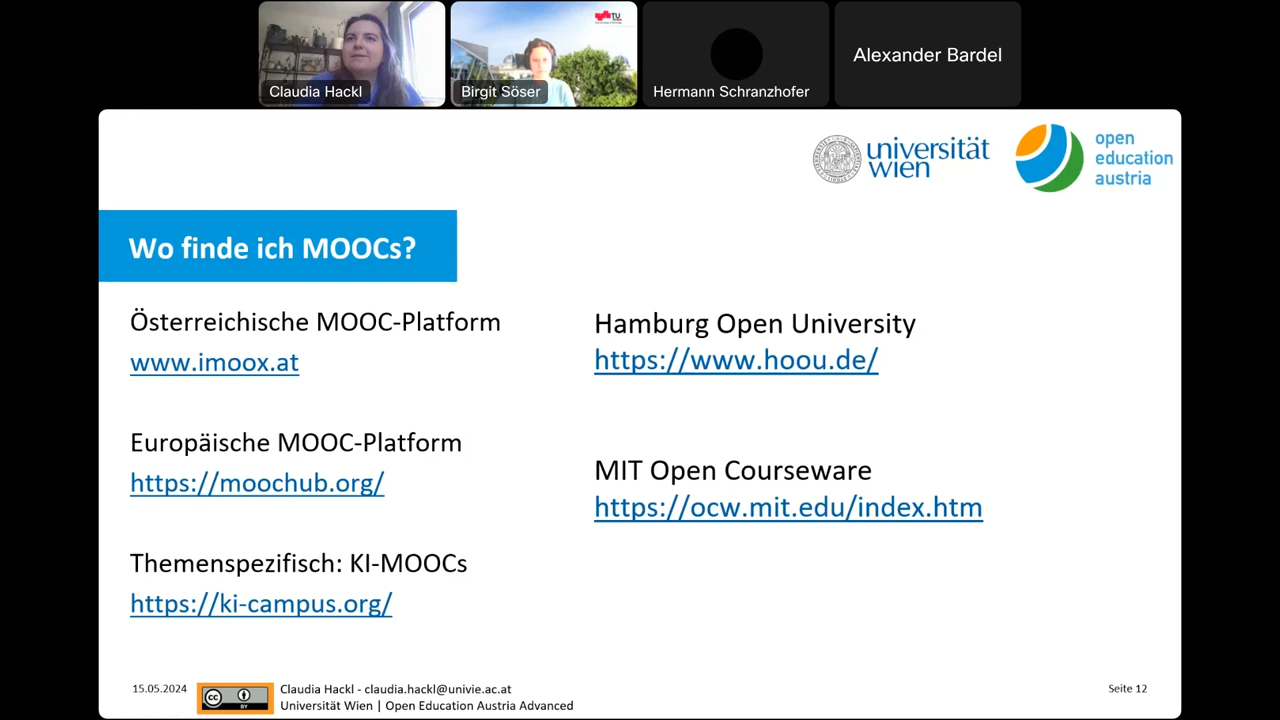 TU
Claudia Hackl
Birgit Söser
Hermann Schranzhofer
Alexander Bardel
universität
wien
open
education
austria
Wo finde ich MOOCs?
Österreichische MOOC-Platform
www.imoox.at
Europäische MOOC-Platform
https://moochub.org/
Themenspezifisch: KI-MOOCs
https://ki-campus.org/
Hamburg Open University
https://www.hoou.de/
MIT Open Courseware
https://ocw.mit.edu/index.htm
15.05.2024
CC BY
Claudia Hackl - claudia.hackl@univie.ac.at
Universität Wien | Open Education Austria Advanced
Seite 12